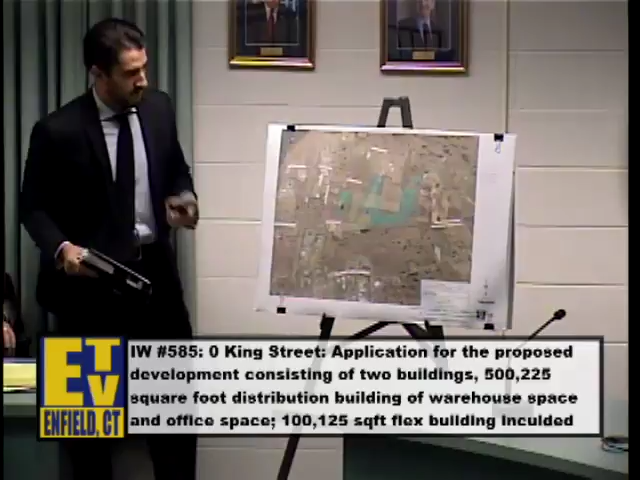 ETV
ENFIELD, CT
IW #585: 0 King Street: Application for the proposed
development consisting of two buildings, 500,225
square foot distribution building of warehouse space
and office space; 100,125 sqft flex building inculded